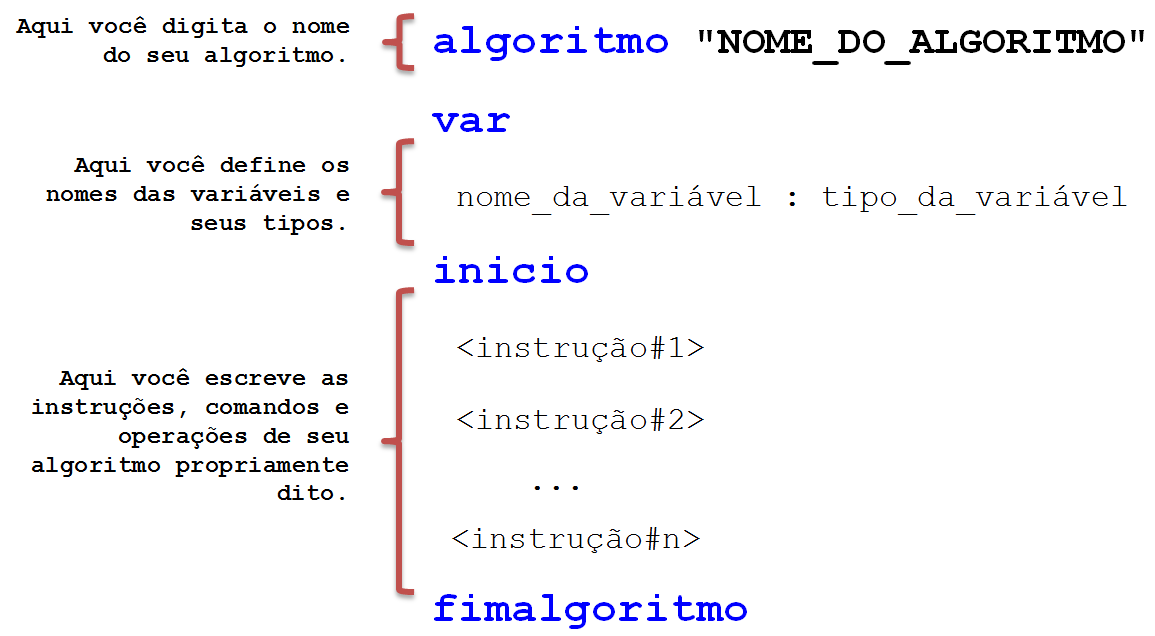 Aqui você digita o nome
do seu algoritmo.
algoritmo "NOME_DO_ALGORITMO"
var
Aqui você define os
nomes das variáveis e
seus tipos.
nome_da_variável : tipo_da_variável
inicio
Aqui você escreve as
instruções, comandos e
operações de seu
algoritmo propriamente
dito.
<instrução#1>
<instrução#2>
...
<instrução#n>
fimalgoritmo